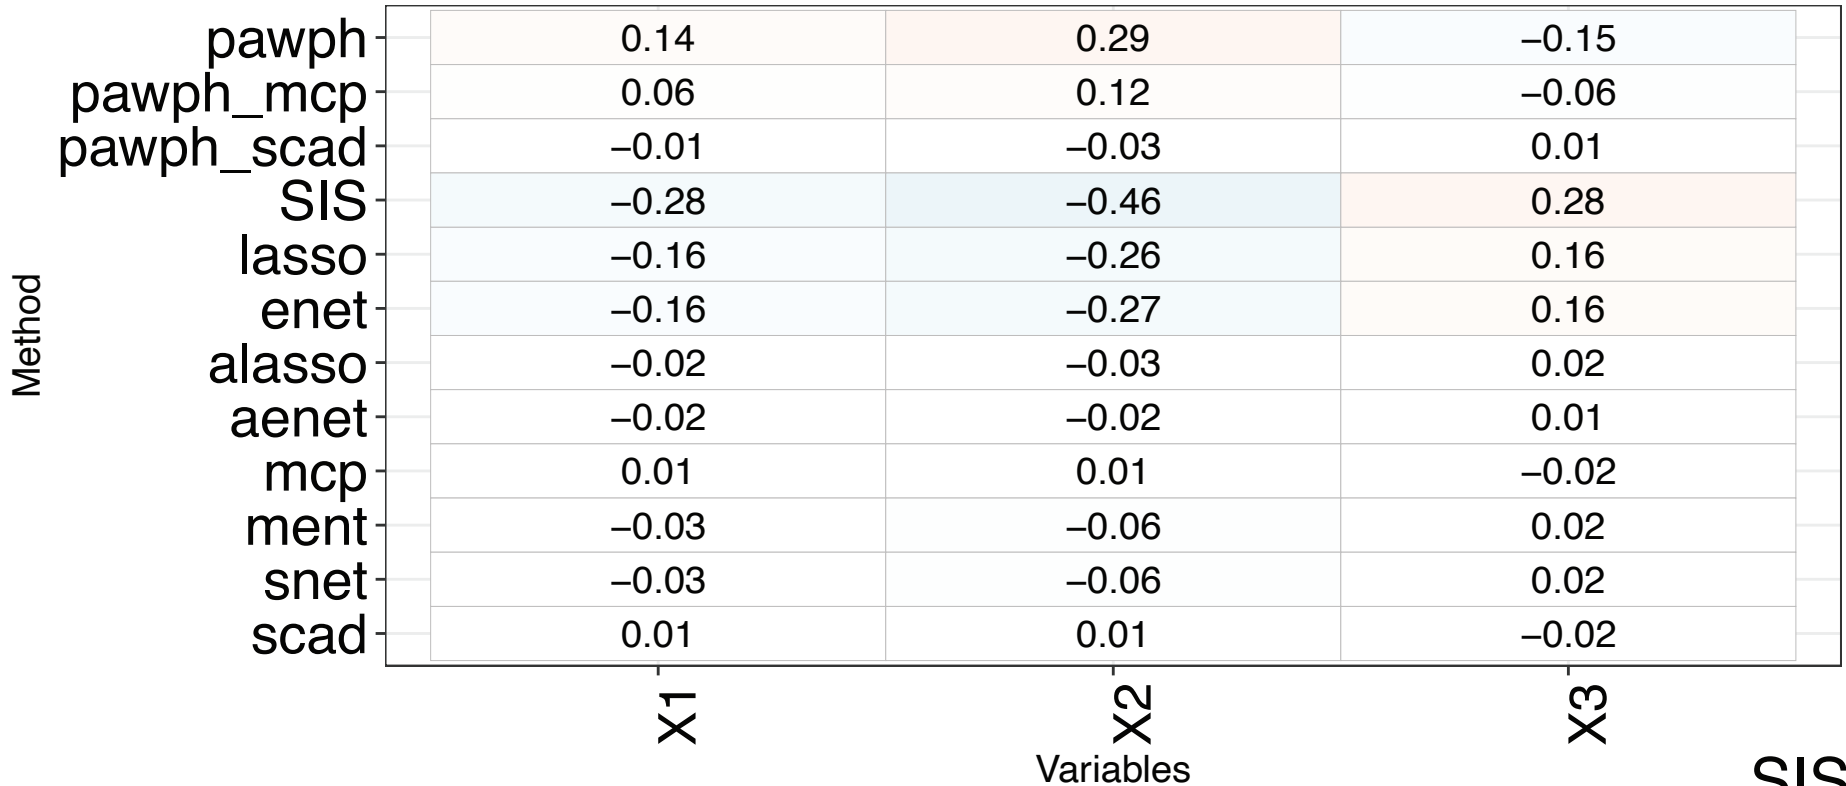 pawph 0.14 0.29 −0.15
pawph_mcp 0.06 0.12 −0.06
pawph_scad −0.01 −0.03 0.01
SIS −0.28 −0.46 0.28
lasso −0.16 −0.26 0.16
enet −0.16 −0.27 0.16
alasso −0.02 −0.03 0.02
aenet −0.02 −0.02 0.01
mcp 0.01 0.01 −0.02
ment −0.03 −0.06 0.02
snet −0.03 −0.06 0.02
scad 0.01 0.01 −0.02
Method
X1 X2 X3
Variables
SIS